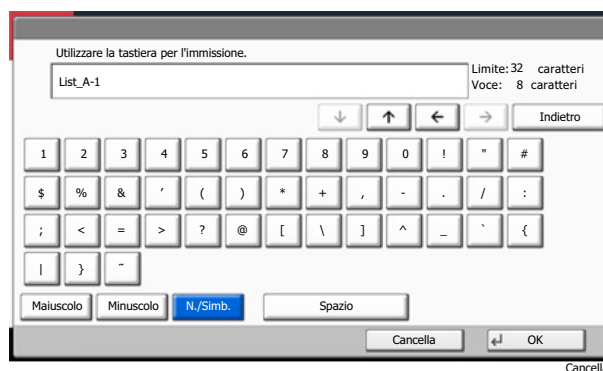 Utilizzare la tastiera per l'immissione.
List_A-1
Limite: 32 caratteri
Voce: 8 caratteri
Indietro
1 2 3 4 5 6 7 8 9 0 ! " #
$ % & ' ( ) * + , - . / :
; < = > ? @ [ \ ] ^ _ ` {
| } ~
Maiuscolo Minuscolo N./Simb. Spazio
Cancella OK
Cancella